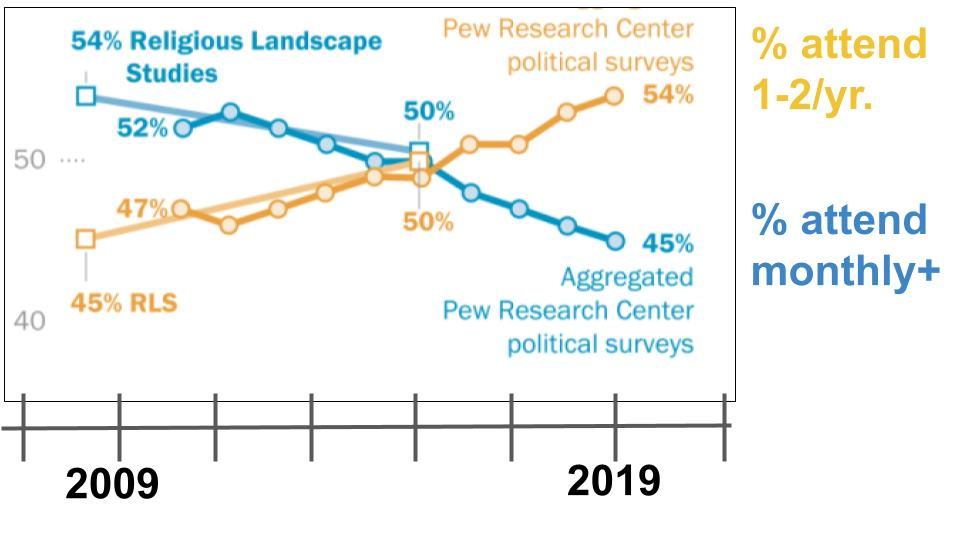 54% Religious Landscape
Studies
Pew Research Center
political surveys
54%
50%
52%
50 ....
47%
50%
45%
45% RLS
Aggregated
Pew Research Center
political surveys
40
2009
2019
% attend
1-2/yr.
% attend
monthly+